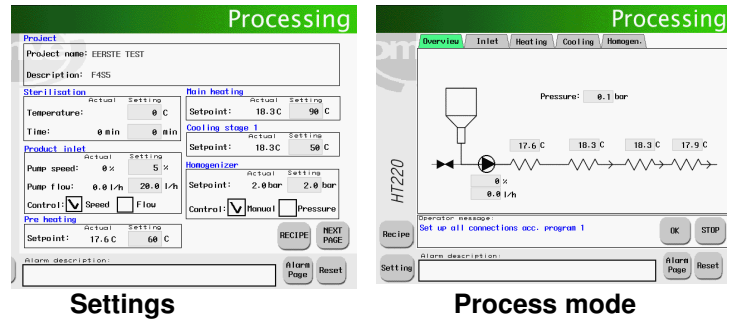 Processing
Project
Project name: EERSTE TEST
Description: F4S5
Sterilisation
Actual Setting
Temperature: 0 C
Time: 0 min 0 min
Product inlet
Actual Setting
Pump speed: 0 % 5 %
Pump flow: 0.0 l/h 20.0 l/h
Control: Speed Flow
Pre heating
Actual Setting
Setpoint: 17.6 C 60 C
Main heating
Actual Setting
Setpoint: 18.3 C 90 C
Cooling stage 1
Actual Setting
Setpoint: 18.3C 50 C
Homogenizer
Actual Setting
Setpoint: 2.0 bar 2.0 bar
Control: Manual Pressure
RECIPE NEXT PAGE
Alarm description:
Alarm Page Reset
Settings
Processing
Overview Inlet Heating Cooling Homogen.
Pressure: 0.1 bar
17.6 C 18.3 C 18.3 C 17.9 C
0 %
0.0 l/h
HT220
Operator message:
Recipe Set up all connections acc. program 1 OK STOP
Alarm description:
Setting Alarm Page Reset
Process mode